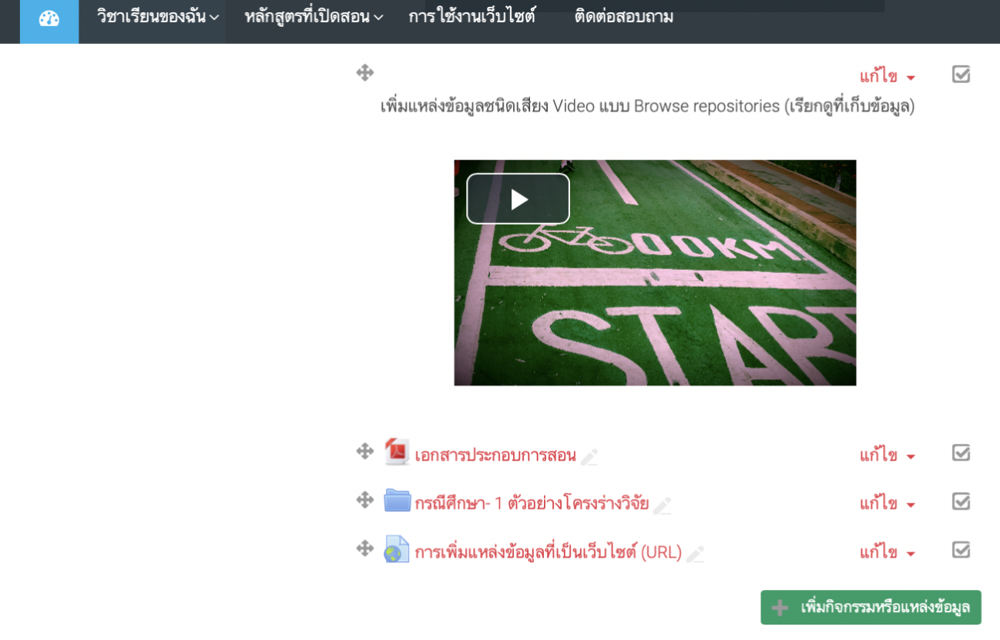 วิชาเรียนของฉัน หลักสูตรที่เปิดสอน การใช้งานเว็บไซต์ ติดต่อสอบถาม
แก้ไข
เพิ่มแหล่งข้อมูลชนิดเสียง Video แบบ Browse repositories (เรียกดูที่เก็บข้อมูล)
00KM
START
เอกสารประกอบการสอน แก้ไข
กรณีศึกษา- 1 ตัวอย่างโครงร่างวิจัย แก้ไข
การเพิ่มแหล่งข้อมูลที่เป็นเว็บไซต์ (URL) แก้ไข
เพิ่มกิจกรรมหรือแหล่งข้อมูล